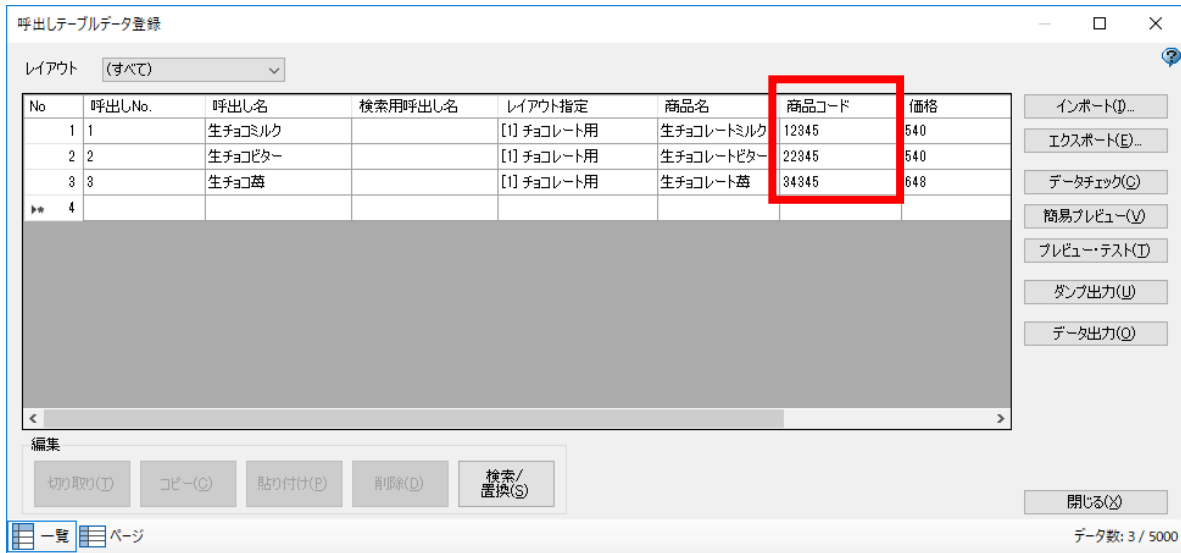 呼出しテーブルデータ登録
レイアウト (すべて)
No 呼出しNo. 呼出し名 検索用呼出し名 レイアウト指定 商品名 商品コード 価格
1 1 生チョコミルク [1] チョコレート用 生チョコレートミルク 12345 540
2 2 生チョコビター [1] チョコレート用 生チョコレートビター 22345 540
3 3 生チョコ苺 [1] チョコレート用 生チョコレート苺 34345 648
4
インポート(I)...
エクスポート(E)...
データチェック(C)
簡易プレビュー(V)
プレビュー・テスト(T)
ダンプ出力(U)
データ出力(O)
編集
切り取り(T) コピー(C) 貼り付け(P) 削除(D) 検索/
置換(S)
閉じる(X)
一覧 ページ データ数: 3 / 5000